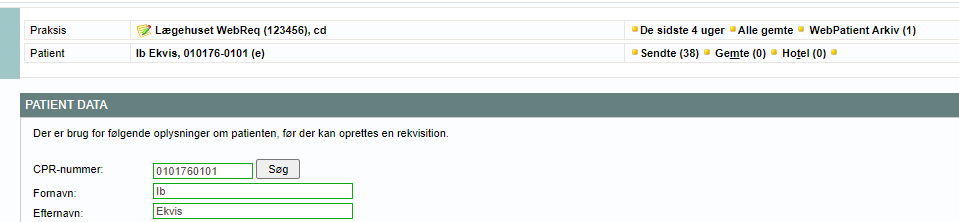 Praksis Lægehuset WebReq (123456), cd De sidste 4 uger Alle gemte WebPatient Arkiv (1)
Patient Ib Ekvis, 010176-0101 (e) Sendte (38) Gemte (0) Hotel (0)
PATIENT DATA
Der er brug for følgende oplysninger om patienten, før der kan oprettes en rekvisition.
CPR-nummer: 0101760101 Søg
Fornavn: Ib
Efternavn: Ekvis